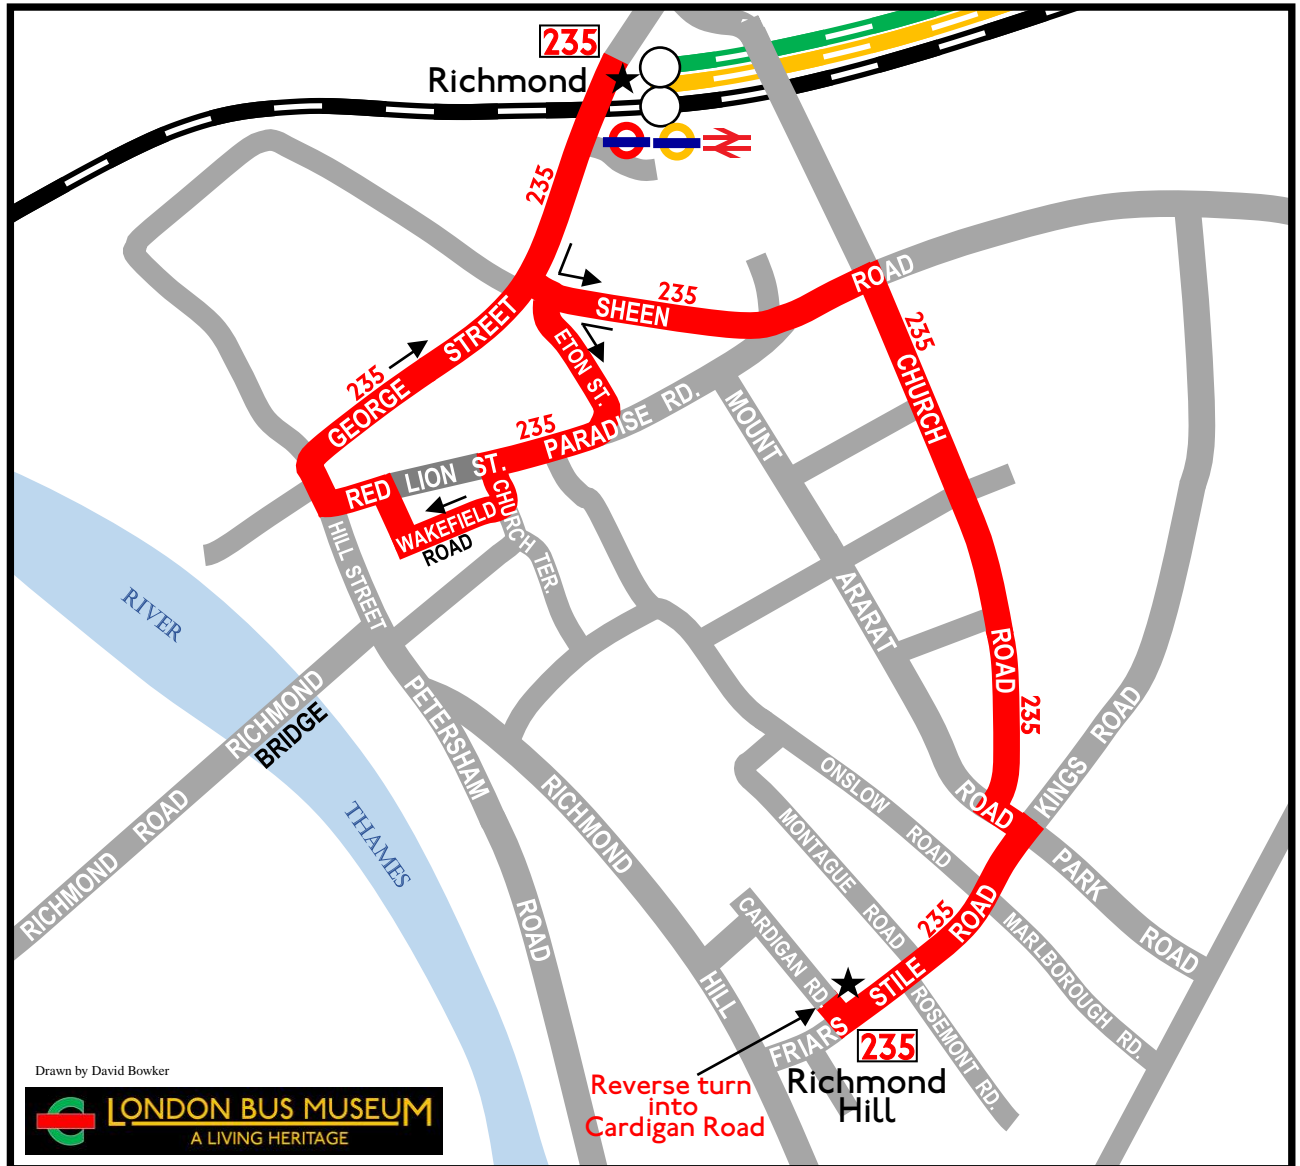 235
Richmond
235
SHEEN
235
ROAD
235
CHURCH
ROAD
235
GEORGE
STREET
235
ETON ST.
PARADISE RD.
235
RED
LION
ST.
CHURCH TER.
WAKEFIELD
ROAD
HILL STREET
MOUNT
ARARAT
ROAD
KINGS
ROAD
PARK
ROAD
RIVER
THAMES
RICHMOND
BRIDGE
RICHMOND
ROAD
PETERSHAM
ROAD
RICHMOND
HILL
ONSLOW
ROAD
MONTAGUE
ROAD
MARLBOROUGH RD.
ROSEMONT RD.
CARDIGAN RD.
FRIARS
STILE
ROAD
235
235
Richmond
Hill
Reverse turn
into
Cardigan Road
Drawn by David Bowker
LONDON BUS MUSEUM
A LIVING HERITAGE